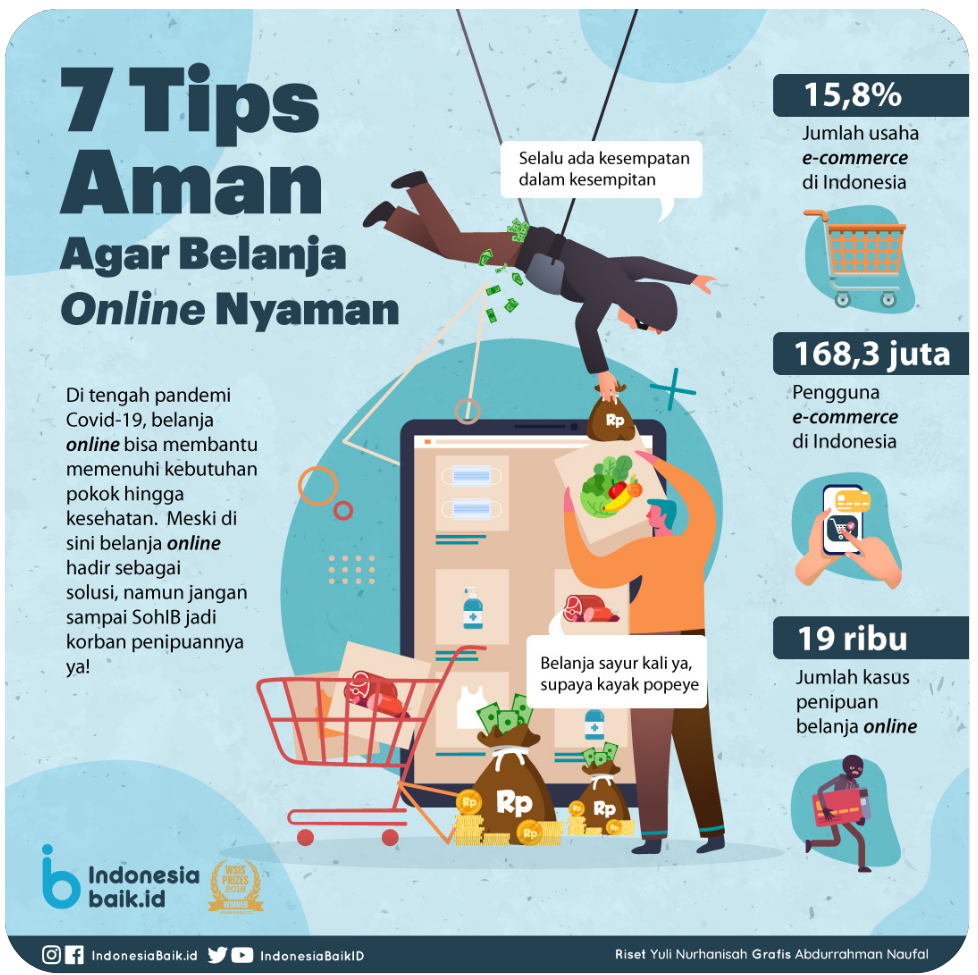 7 Tips
Aman
Agar Belanja
Online Nyaman
Di tengah pandemi
Covid-19, belanja
online bisa membantu
memenuhi kebutuhan
pokok hingga
kesehatan. Meski di
sini belanja online
hadir sebagai
solusi, namun jangan
sampai SohIB jadi
korban penipuannya
ya!
Selalu ada kesempatan
dalam kesempitan
Rp
Belanja sayur kali ya,
supaya kayak popeye
Rp
Rp
Rp
Rp
Rp
15,8%
Jumlah usaha
e-commerce
di Indonesia
168,3 juta
Pengguna
e-commerce
di Indonesia
19 ribu
Jumlah kasus
penipuan
belanja online
Indonesia
baik.id
WSIS
PRIZES
2019
WINNER
IndonesiaBaik.id
IndonesiaBaikID
Riset Yuli Nurhanisah Grafis Abdurrahman Naufal